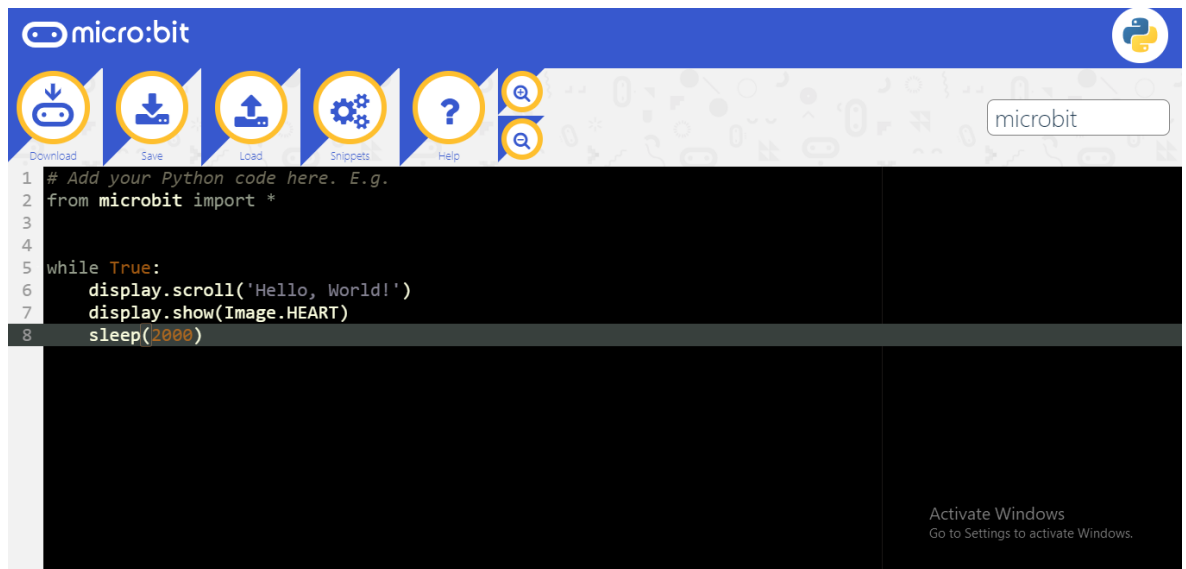 micro:bit
Download
Save
Load
Snippets
?
Help
microbit
1 # Add your Python code here. E.g.
2 from microbit import *
3
4
5 while True:
6     display.scroll('Hello, World!')
7     display.show(Image.HEART)
8     sleep(2000)
Activate Windows
Go to Settings to activate Windows.